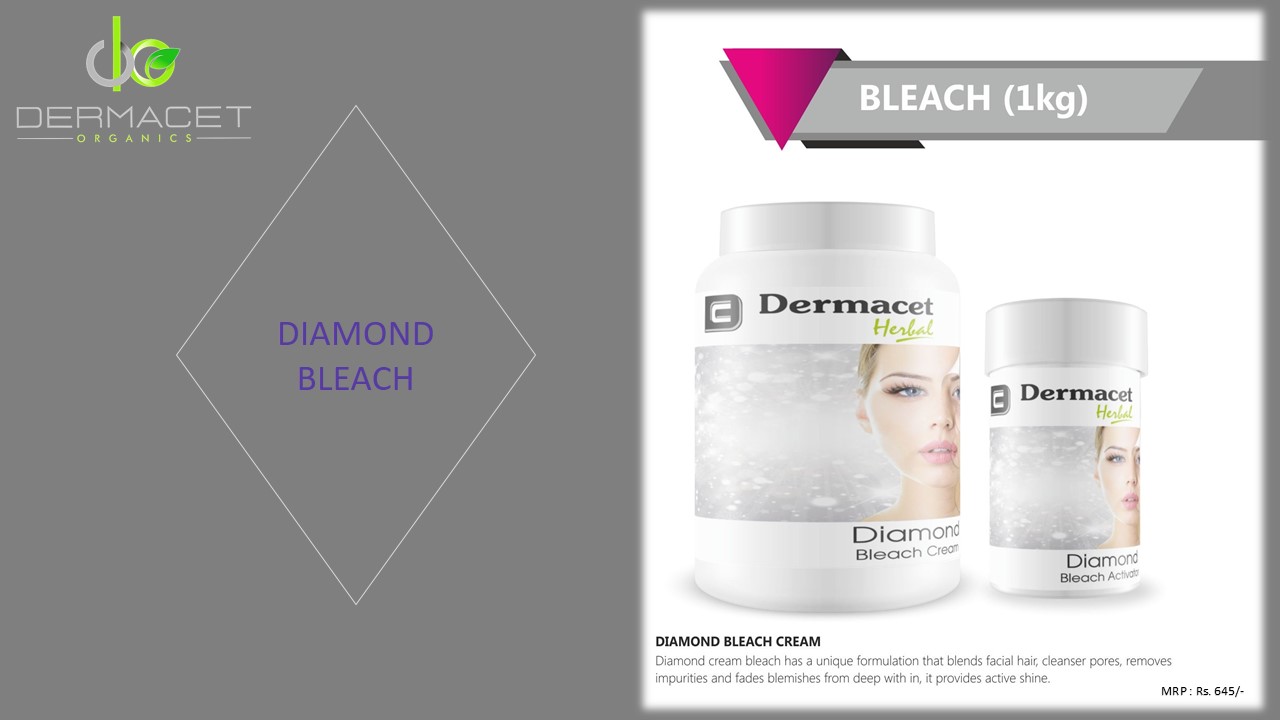 DERMACET
ORGANICS
DIAMOND
BLEACH
BLEACH (1kg)
Dermacet
Herbal
Diamond
Bleach Cream
Dermacet
Herbal
Diamond
Bleach Activator
DIAMOND BLEACH CREAM
Diamond cream bleach has a unique formulation that blends facial hair, cleanser pores, removes
impurities and fades blemishes from deep with in, it provides active shine.
MRP : Rs. 645/-